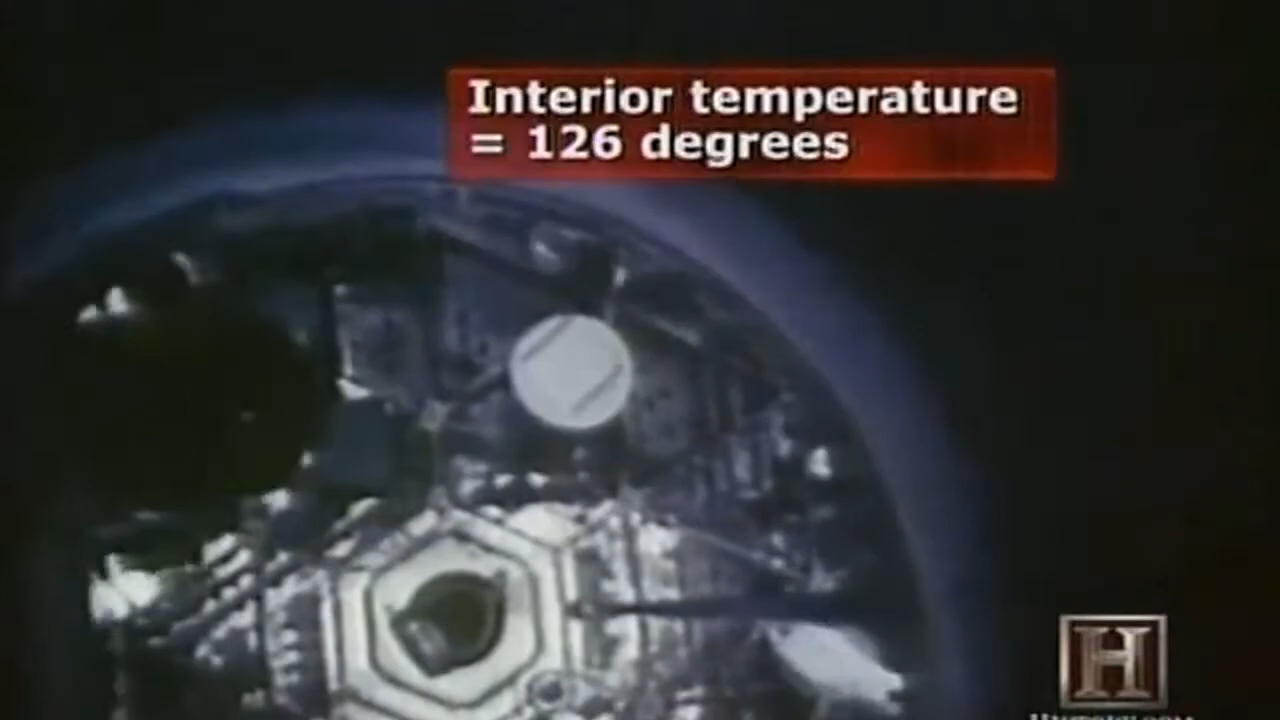 Interior temperature
= 126 degrees
H